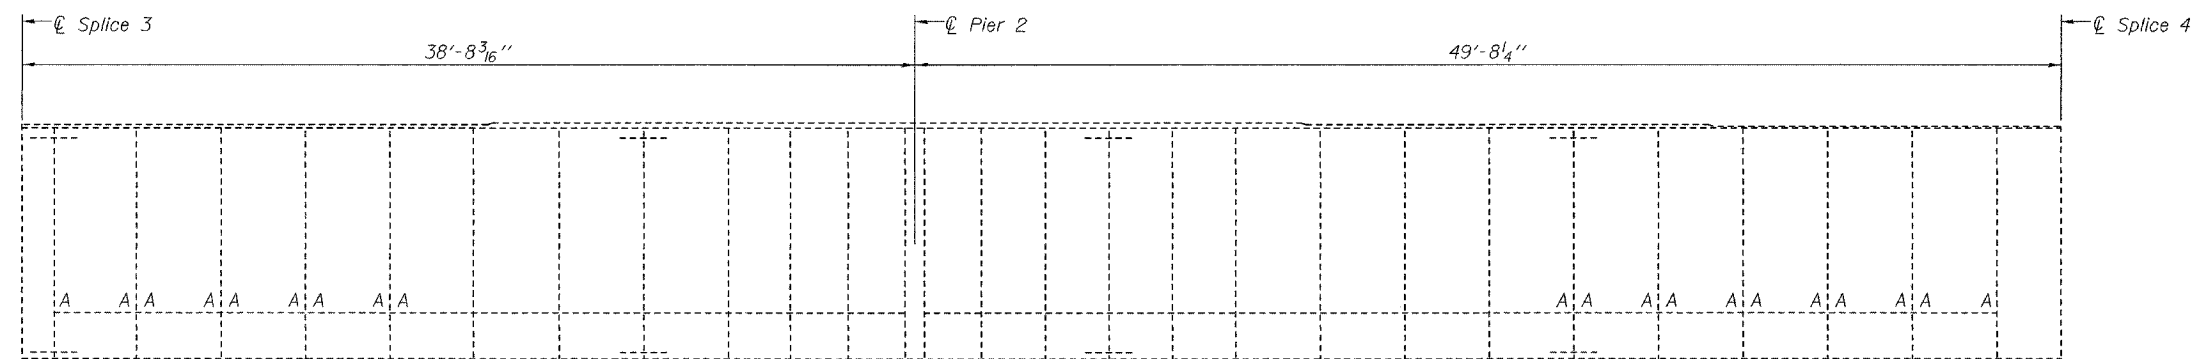 ℄ Splice 3
℄ Pier 2
℄ Splice 4
38'-8 3/16"
49'-8 1/4"
A A A A A A A A A A A A A A A A A A A